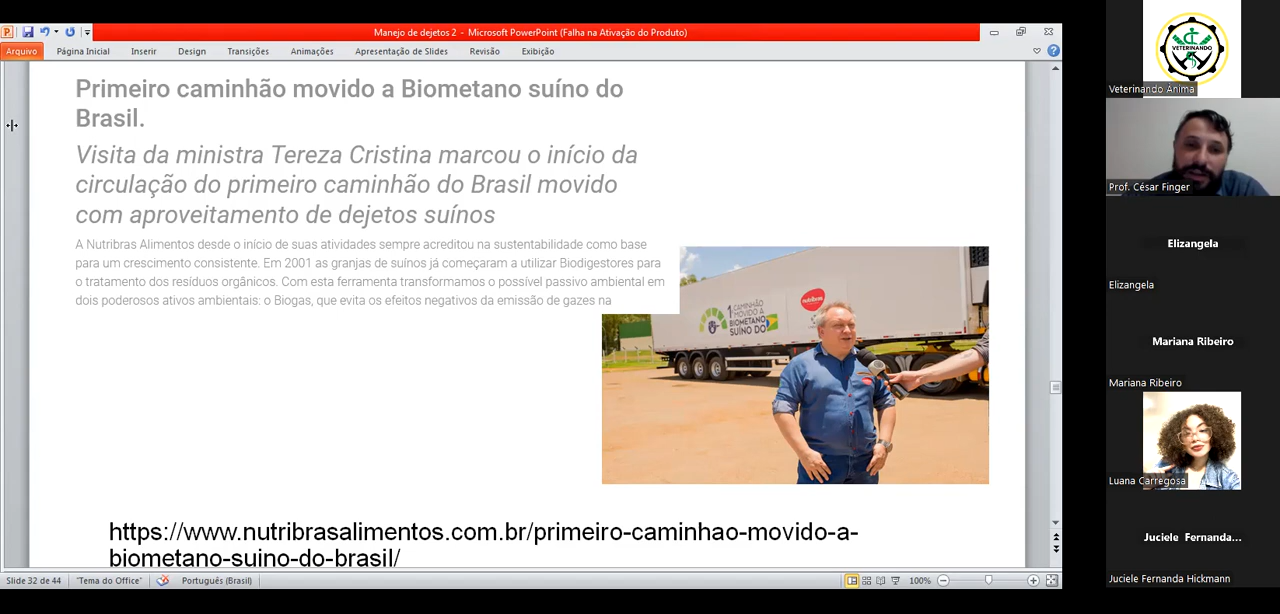 Manejo de dejetos 2 - Microsoft PowerPoint (Falha na Ativação do Produto)
Arquivo Página Inicial Inserir Design Transições Animações Apresentação de Slides Revisão Exibição
Primeiro caminhão movido a Biometano suíno do
Brasil.
Visita da ministra Tereza Cristina marcou o início da
circulação do primeiro caminhão do Brasil movido
com aproveitamento de dejetos suínos
A Nutribras Alimentos desde o início de suas atividades sempre acreditou na sustentabilidade como base
para um crescimento consistente. Em 2001 as granjas de suínos já começaram a utilizar Biodigestores para
o tratamento dos resíduos orgânicos. Com esta ferramenta transformamos o possível passivo ambiental em
dois poderosos ativos ambientais: o Biogas, que evita os efeitos negativos da emissão de gazes na
1º CAMINHÃO
MOVIDO A
BIOMETANO
SUÍNO DO
nutribras
https://www.nutribrasalimentos.com.br/primeiro-caminhao-movido-a-
biometano-suino-do-brasil/
Slide 32 de 44 "Tema do Office" Português (Brasil) 100%
VETERINANDO
Veterinando Anima
Prof. César Finger
Elizangela
Elizangela
Mariana Ribeiro
Mariana Ribeiro
Luana Carregosa
Juciele Fernanda...
Juciele Fernanda Hickmann